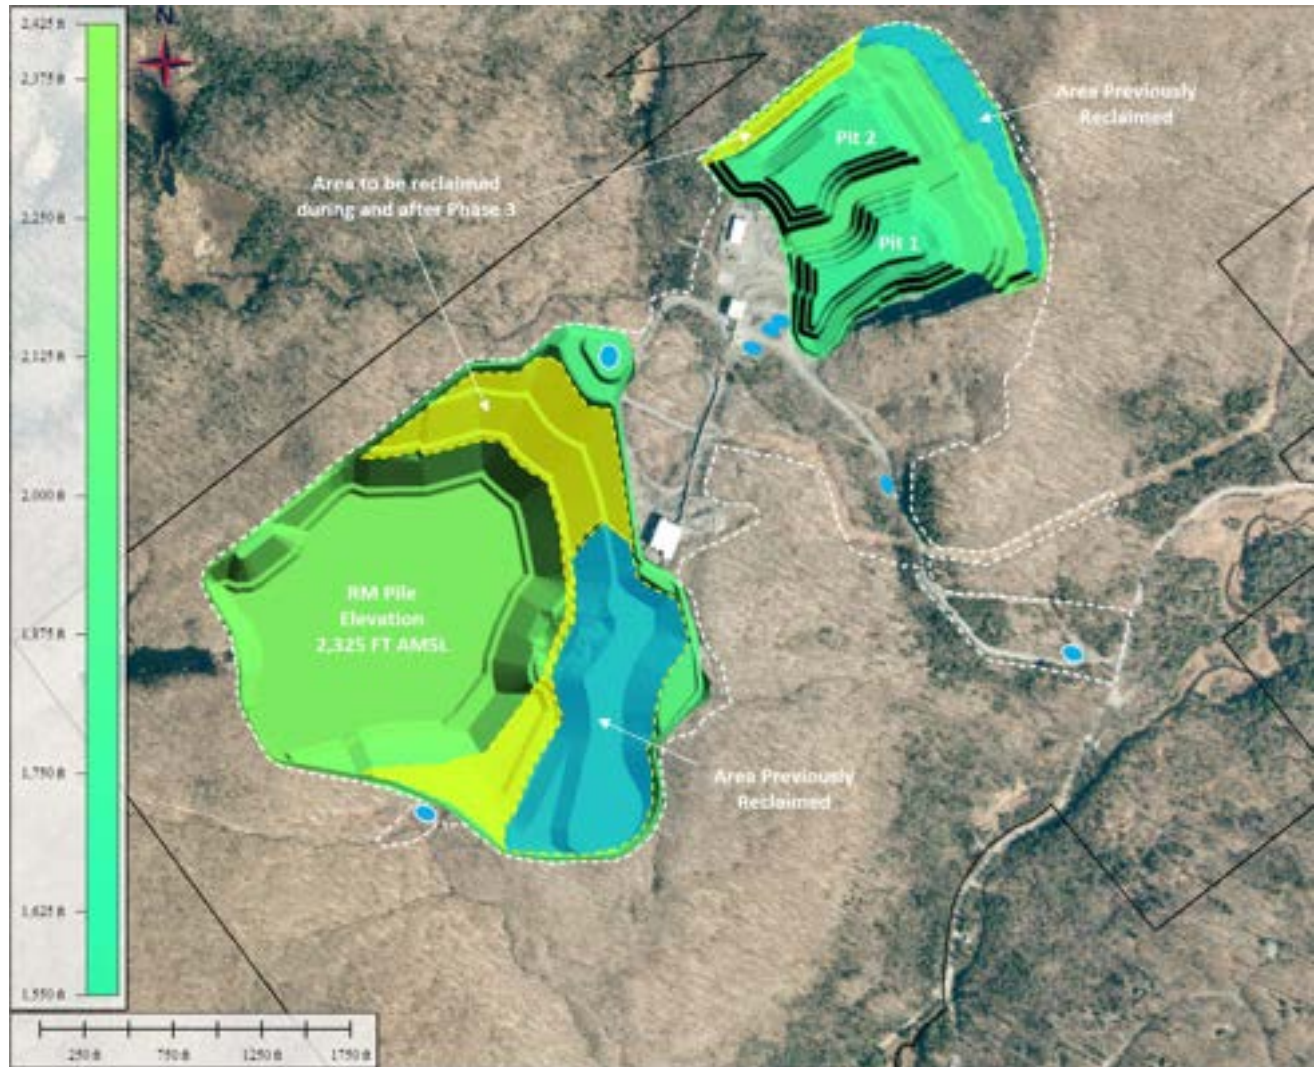 N
2,425 ft
2,375 ft
2,250 ft
2,125 ft
2,000 ft
1,875 ft
1,750 ft
1,625 ft
1,550 ft
Area Previously
Reclaimed
Pit 2
Area to be reclaimed
during and after Phase 3
Pit 1
RM Pile
Elevation
2,325 FT AMSL
Area Previously
Reclaimed
250 ft
750 ft
1250 ft
1750 ft